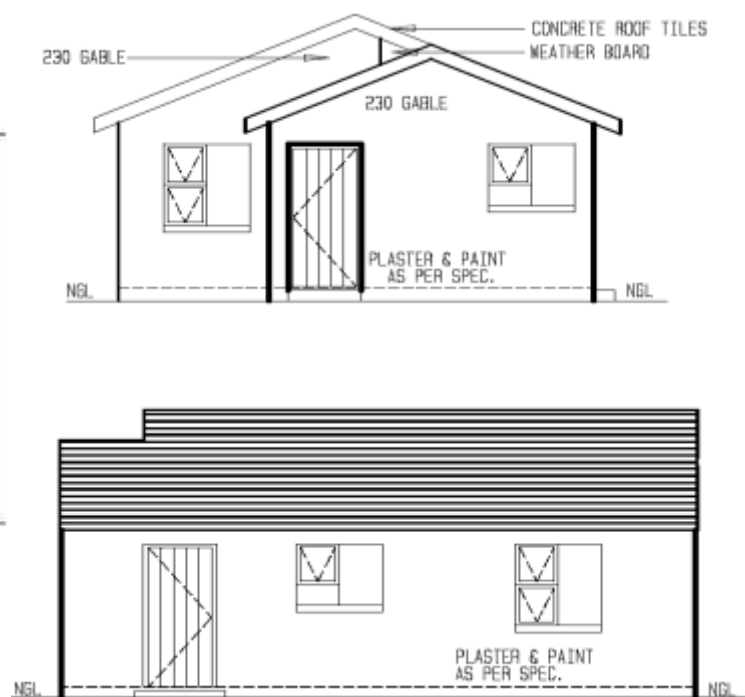 CONCRETE ROOF TILES
230 GABLE
WEATHER BOARD
230 GABLE
PLASTER & PAINT
AS PER SPEC.
NGL
NGL
PLASTER & PAINT
AS PER SPEC.
NGL
NGL